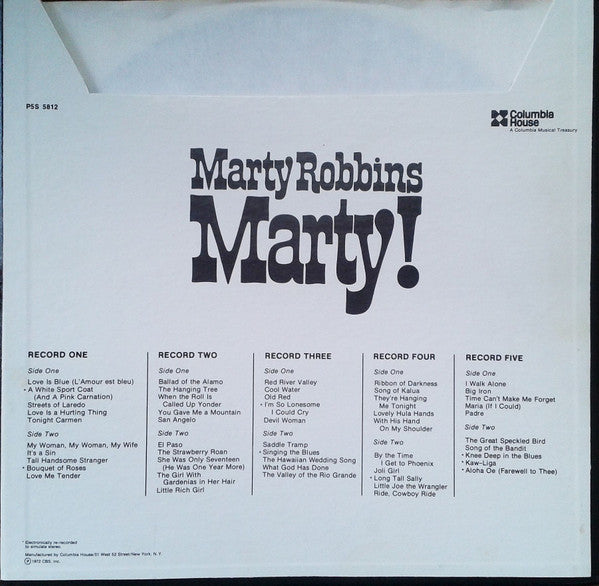 P5S 5812
Columbia
House
A Columbia Musical Treasury
Marty Robbins
Marty!
RECORD ONE
Side One
Love Is Blue (L'Amour est bleu)
• A White Sport Coat
(And A Pink Carnation)
Streets of Laredo
Love Is a Hurting Thing
Tonight Carmen
Side Two
My Woman, My Woman, My Wife
It's a Sin
Tall Handsome Stranger
• Bouquet of Roses
Love Me Tender
RECORD TWO
Side One
Ballad of the Alamo
The Hanging Tree
When the Roll Is
Called Up Yonder
You Gave Me a Mountain
San Angelo
Side Two
El Paso
The Strawberry Roan
She Was Only Seventeen
(He Was One Year More)
The Girl With
Gardenias in Her Hair
Little Rich Girl
RECORD THREE
Side One
Red River Valley
Cool Water
Old Red
• I'm So Lonesome
I Could Cry
Devil Woman
Side Two
Saddle Tramp
• Singing the Blues
The Hawaiian Wedding Song
What God Has Done
The Valley of the Rio Grande
RECORD FOUR
Side One
Ribbon of Darkness
Song of Kalua
They're Hanging
Me Tonight
Lovely Hula Hands
With His Hand
On My Shoulder
Side Two
By the Time
I Get to Phoenix
Joli Girl
• Long Tall Sally
Little Joe the Wrangler
Ride, Cowboy Ride
RECORD FIVE
Side One
I Walk Alone
Big Iron
Time Can't Make Me Forget
Maria (If I Could)
Padre
Side Two
The Great Speckled Bird
Song of the Bandit
• Knee Deep in the Blues
• Kaw-Liga
• Aloha Oe (Farewell to Thee)
• Electronically re-recorded
to simulate stereo.
Manufactured by Columbia House/51 West 52 Street/New York, N.Y.
Ⓟ 1972 CBS, Inc.